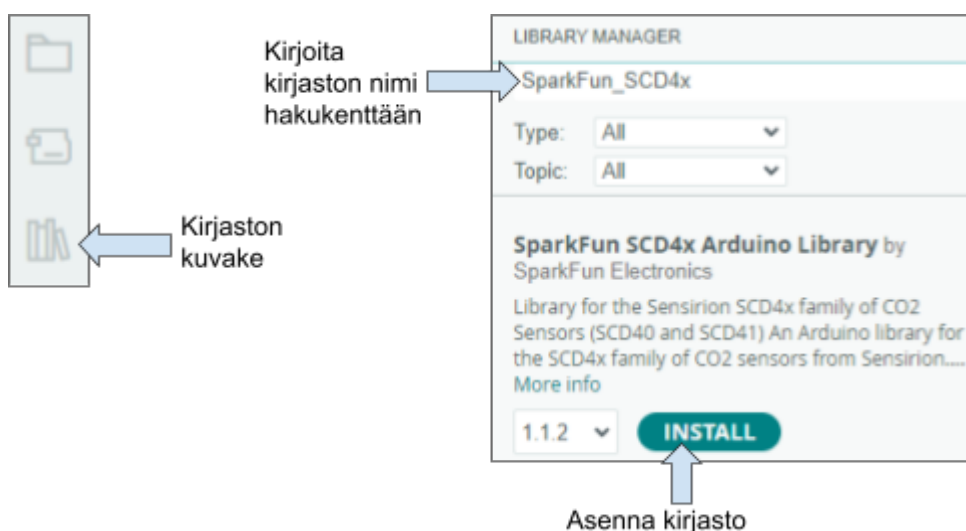 Kirjaston
kuvake
Kirjoita
kirjaston nimi
hakukenttään
LIBRARY MANAGER
SparkFun_SCD4x
Type: All
Topic: All
SparkFun SCD4x Arduino Library by
SparkFun Electronics
Library for the Sensirion SCD4x family of CO2
Sensors (SCD40 and SCD41) An Arduino library for
the SCD4x family of CO2 sensors from Sensirion.....
More info
1.1.2 INSTALL
Asenna kirjasto